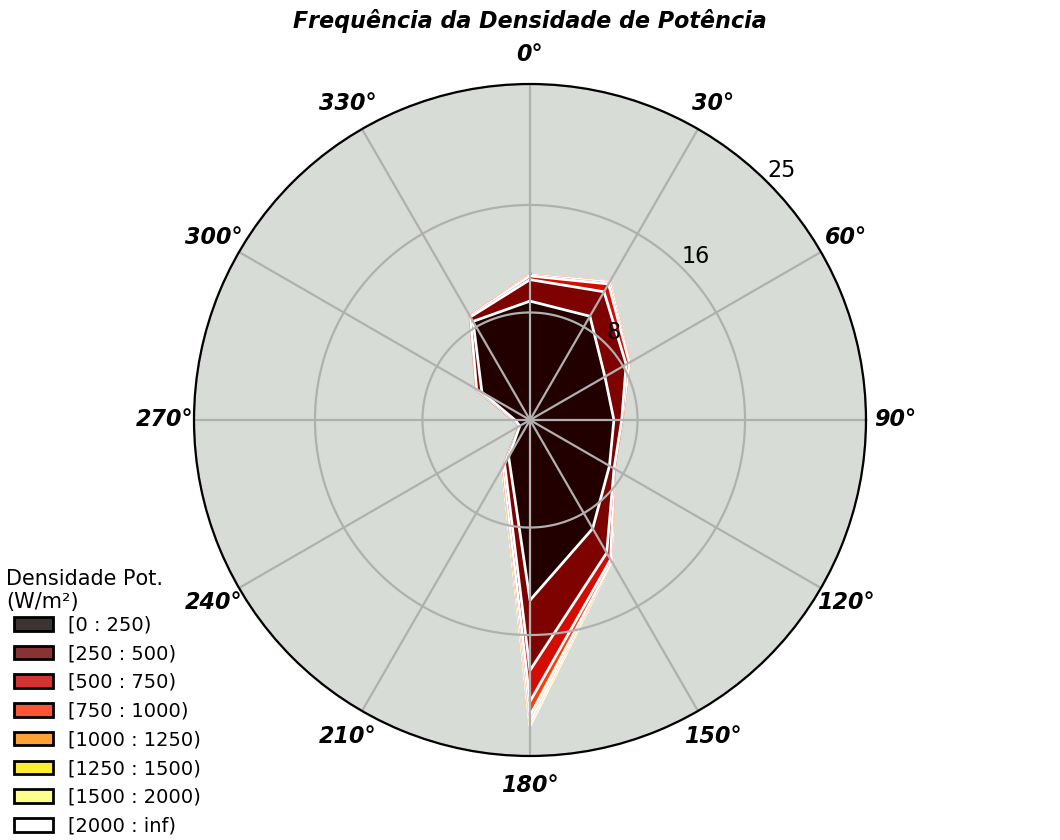 Frequência da Densidade de Potência
0°
330°
30°
25
300°
60°
16
8
270°
90°
Densidade Pot.
(W/m²)
240°
120°
[0 : 250)
[250 : 500)
[500 : 750)
[750 : 1000)
[1000 : 1250)
[1250 : 1500)
[1500 : 2000)
[2000 : inf)
210°
150°
180°